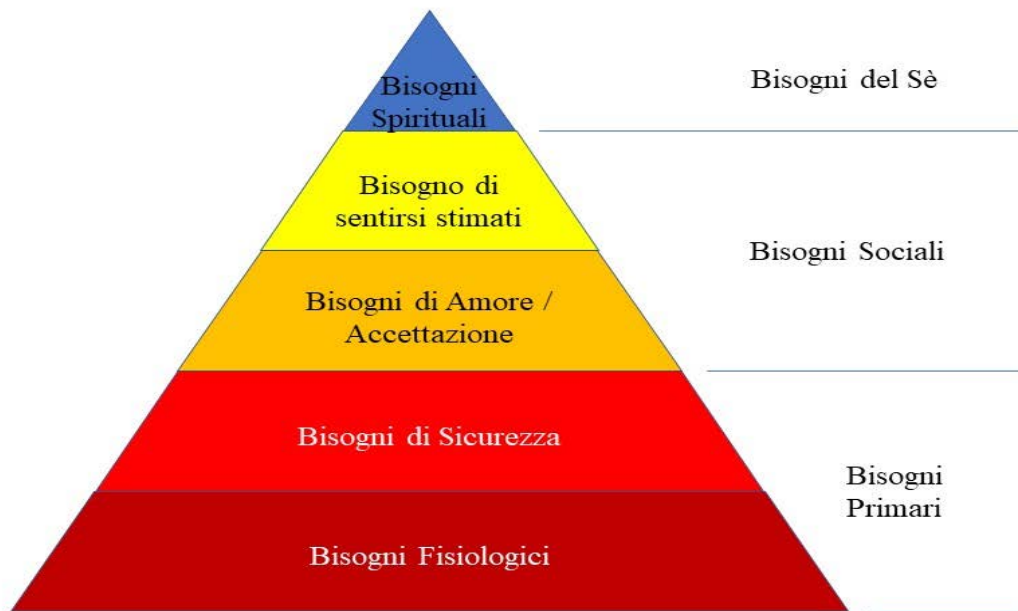 Bisogni
Spirituali
Bisogni del Sè
Bisogno di
sentirsi stimati
Bisogni Sociali
Bisogni di Amore /
Accettazione
Bisogni di Sicurezza
Bisogni
Primari
Bisogni Fisiologici